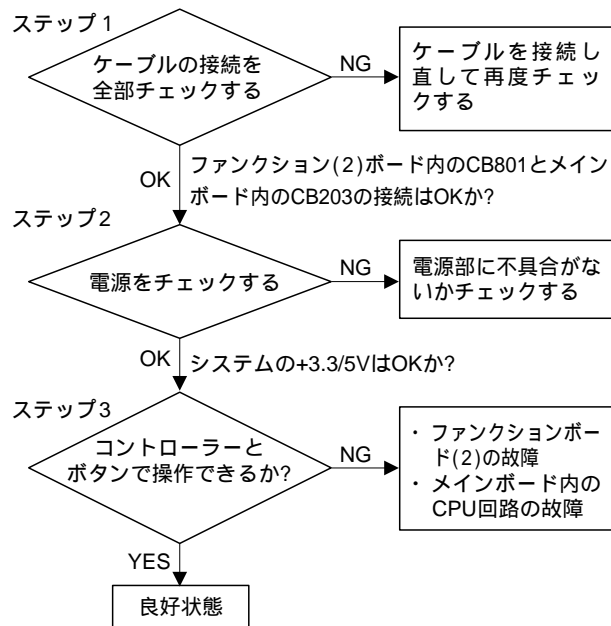 ステップ1
ケーブルの接続を
全部チェックする
NG
ケーブルを接続し
直して再度チェッ
クする
OK
ファンクション(2)ボード内のCB801とメイン
ボード内のCB203の接続はOKか?
ステップ2
電源をチェックする
NG
電源部に不具合がな
いかチェックする
OK
システムの+3.3/5VはOKか?
ステップ3
コントローラーと
ボタンで操作できるか?
NG
・ ファンクションボー
ド(2)の故障
・ メインボード内の
CPU回路の故障
YES
良好状態